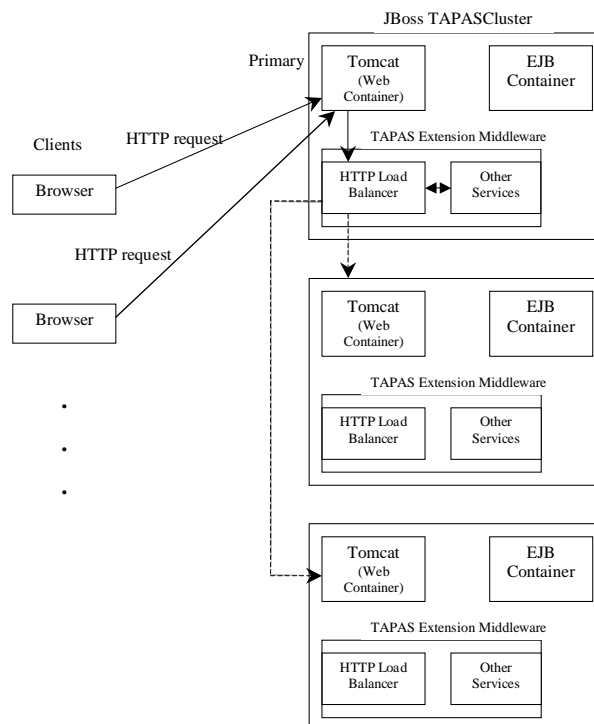 JBoss TAPASCluster
Primary
Tomcat
(Web
Container)
EJB
Container
TAPAS Extension Middleware
HTTP Load
Balancer
Other
Services
Clients
HTTP request
Browser
HTTP request
Browser
Tomcat
(Web
Container)
EJB
Container
TAPAS Extension Middleware
HTTP Load
Balancer
Other
Services
Tomcat
(Web
Container)
EJB
Container
TAPAS Extension Middleware
HTTP Load
Balancer
Other
Services